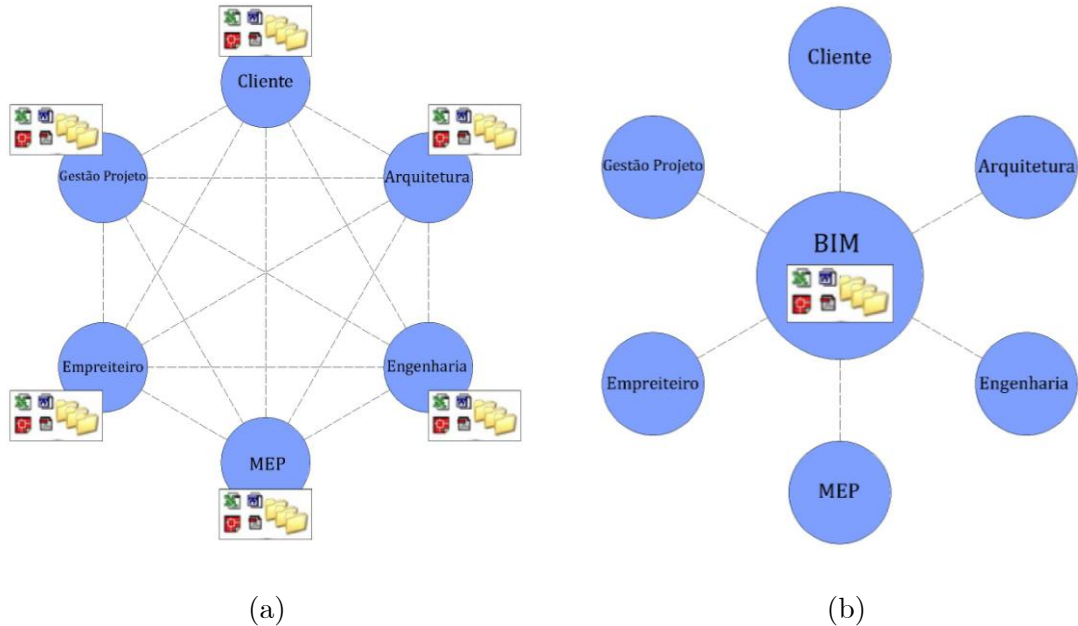 Cliente
Gestão Projeto
Arquitetura
Empreiteiro
Engenharia
MEP
(a)
Cliente
Gestão Projeto
Arquitetura
BIM
Empreiteiro
Engenharia
MEP
(b)